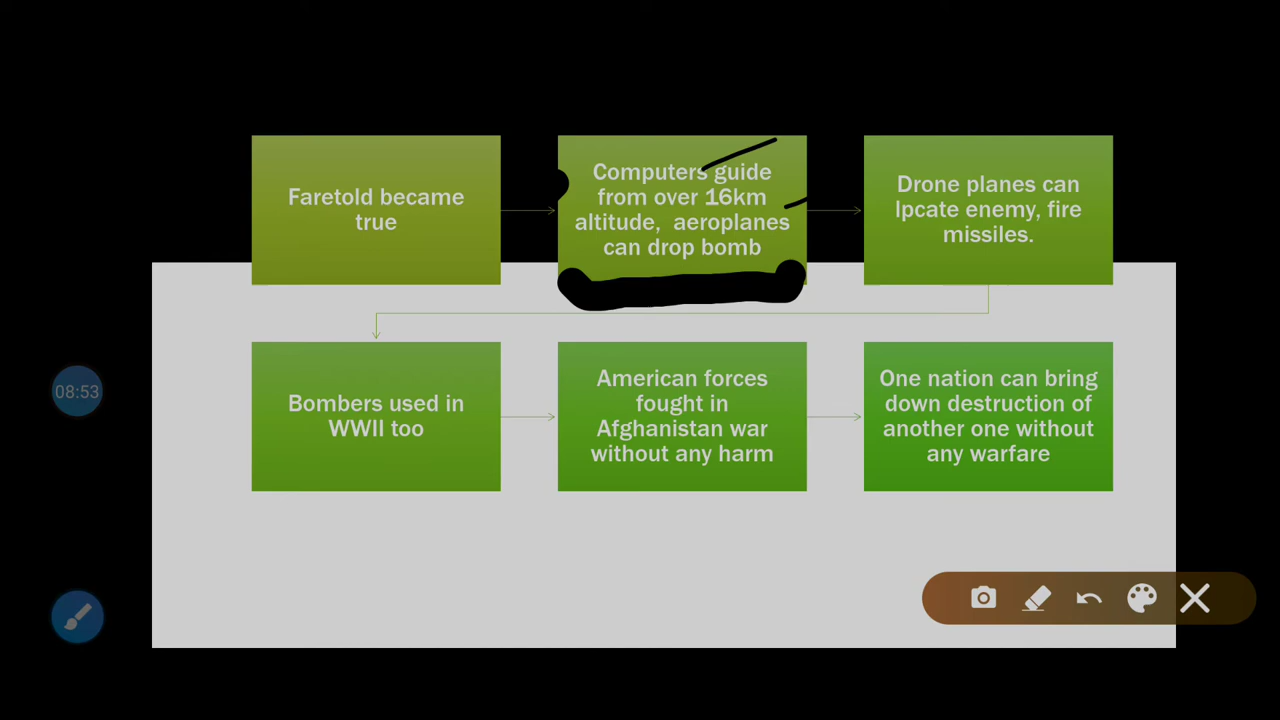 Faretold became
true
Computers guide
from over 16km
altitude, aeroplanes
can drop bomb
Drone planes can
lpcate enemy, fire
missiles.
Bombers used in
WWII too
American forces
fought in
Afghanistan war
without any harm
One nation can bring
down destruction of
another one without
any warfare
08:53